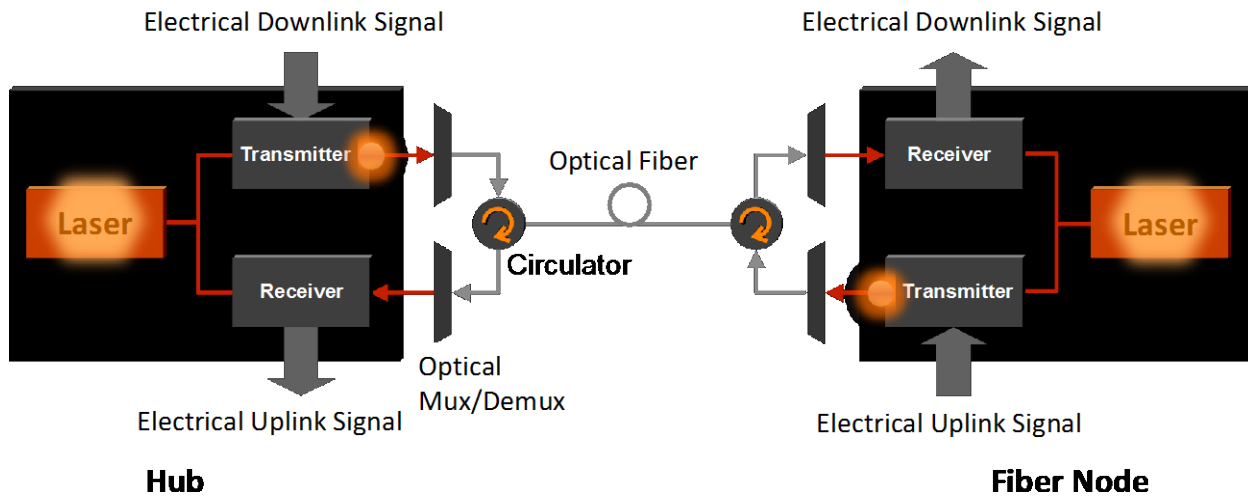 Electrical Downlink Signal
Electrical Downlink Signal
Transmitter
Optical Fiber
Receiver
Laser
Laser
Circulator
Receiver
Transmitter
Optical
Mux/Demux
Electrical Uplink Signal
Electrical Uplink Signal
Hub
Fiber Node